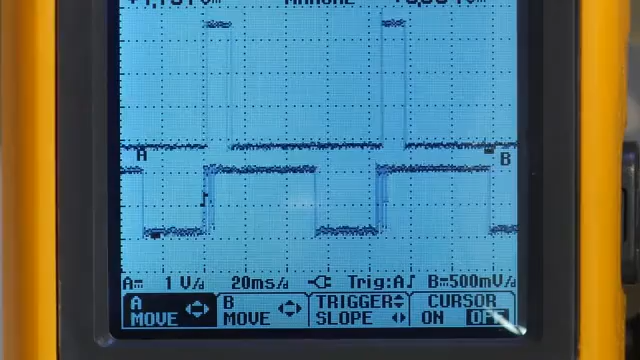 A
B
A 1 V/d 20ms/d Trig:A B 500mV/d
A MOVE B MOVE TRIGGER SLOPE CURSOR ON OFF